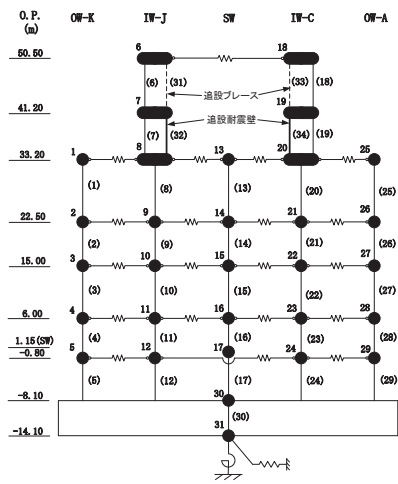 O.P.
(m)
OW-K IW-J SW IW-C OW-A
50.50 6 18
(6) (31) (33) (18)
追設ブレース
41.20 7 19
追設耐震壁
(7) (32) (34) (19)
33.20 1 8 13 20 25
(1) (8) (13) (20) (25)
22.50 2 9 14 21 26
(2) (9) (14) (21) (26)
15.00 3 10 15 22 27
(3) (10) (15) (22) (27)
6.00 4 11 16 23 28
(4) (11) (16) (23) (28)
1.15(SW) 17
-0.80 5 12 24 29
(5) (12) (17) (24) (29)
-8.10 30
(30)
-14.10 31